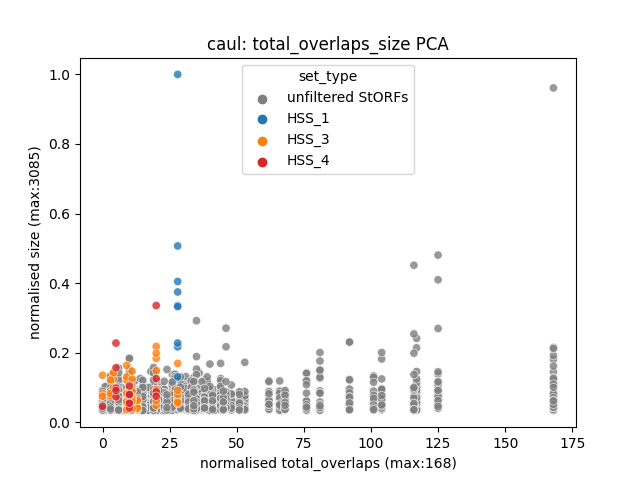 caul: total_overlaps_size PCA
set_type
unfiltered StORFs
HSS_1
HSS_3
HSS_4
normalised size (max:3085)
1.0
0.8
0.6
0.4
0.2
0.0
0 25 50 75 100 125 150 175
normalised total_overlaps (max:168)